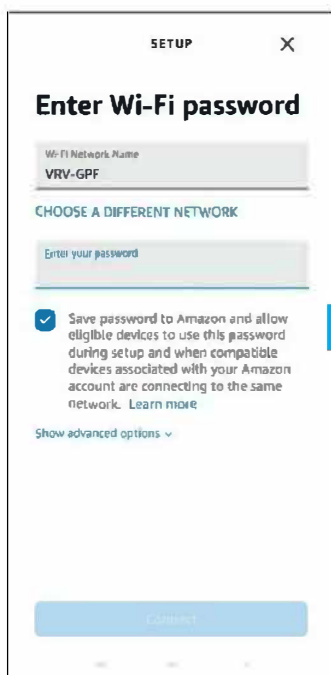 SETUP
Enter Wi-Fi password
Wi-Fi Network Name
VRV-GPF
CHOOSE A DIFFERENT NETWORK
Enter your password
Save password to Amazon and allow
eligible devices to use this password
during setup and when compatible
devices associated with your Amazon
account are connecting to the same
network. Learn more
Show advanced options
Connect